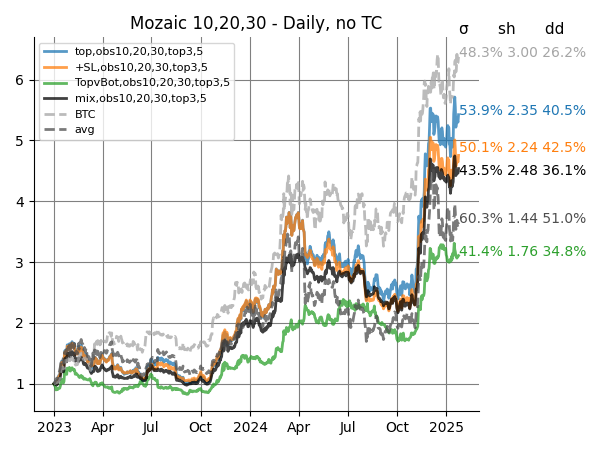 Mozaic 10,20,30 - Daily, no TC
σ sh dd
top,obs10,20,30,top3,5
+SL,obs10,20,30,top3,5
TopvBot,obs10,20,30,top3,5
mix,obs10,20,30,top3,5
BTC
avg
48.3% 3.00 26.2%
53.9% 2.35 40.5%
50.1% 2.24 42.5%
43.5% 2.48 36.1%
60.3% 1.44 51.0%
41.4% 1.76 34.8%
6
5
4
3
2
1
2023 Apr Jul Oct 2024 Apr Jul Oct 2025